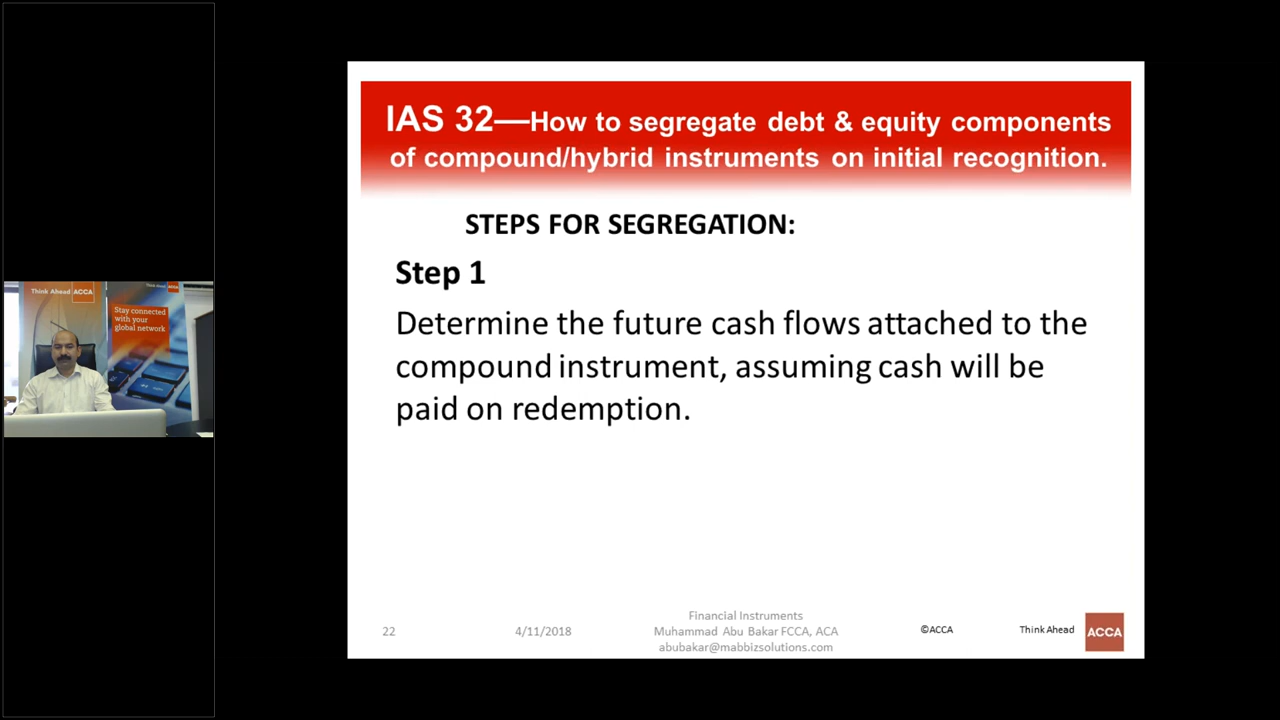 IAS 32—How to segregate debt & equity components
of compound/hybrid instruments on initial recognition.
STEPS FOR SEGREGATION:
Step 1
Determine the future cash flows attached to the
compound instrument, assuming cash will be
paid on redemption.
22
4/11/2018
Financial Instruments
Muhammad Abu Bakar FCCA, ACA
abubakar@mabbizsolutions.com
©ACCA
Think Ahead
ACCA
Think Ahead ACCA
Think Ahead ACCA
Stay connected
with your
global network